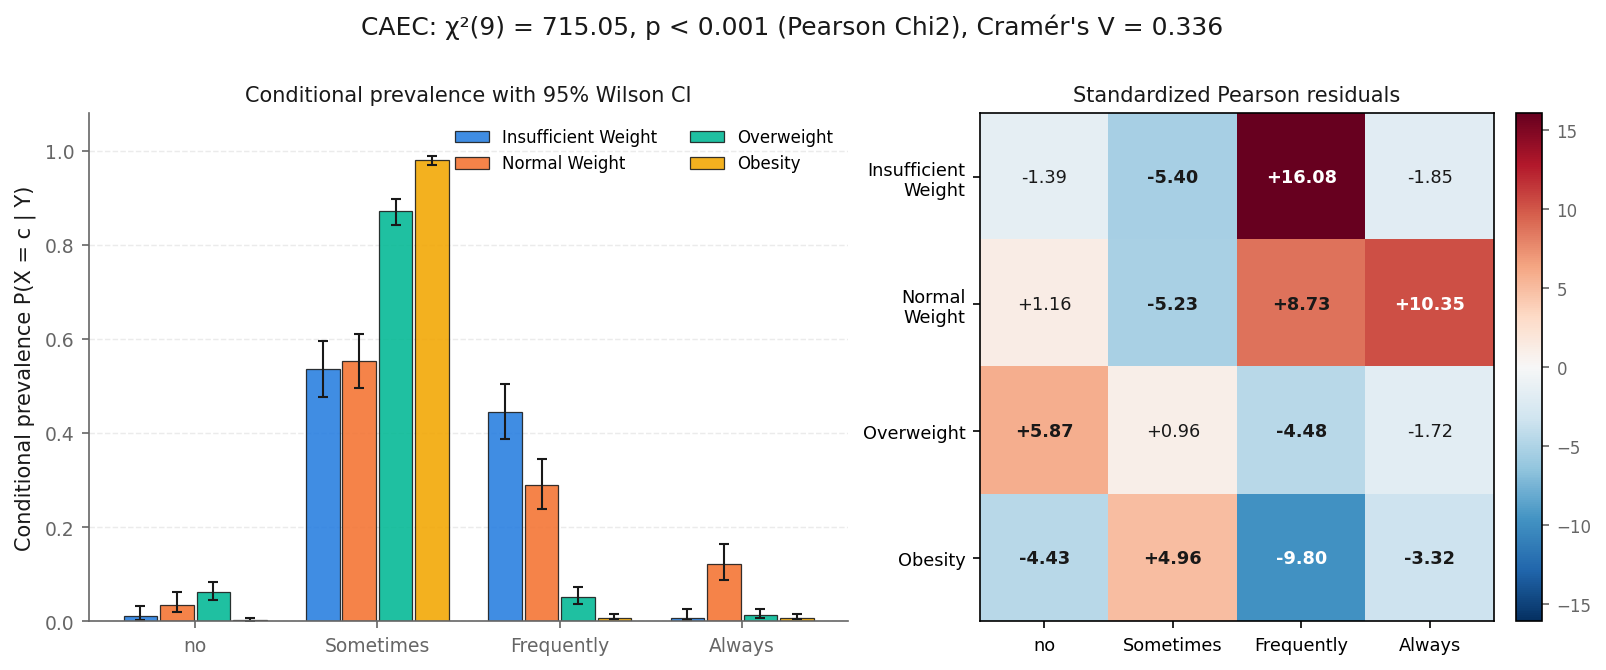 CAEC: χ²(9) = 715.05, p < 0.001 (Pearson Chi2), Cramér's V = 0.336
Conditional prevalence with 95% Wilson CI
Conditional prevalence P(X = c | Y)
1.0
0.8
0.6
0.4
0.2
0.0
Insufficient Weight
Normal Weight
Overweight
Obesity
no
Sometimes
Frequently
Always
Standardized Pearson residuals
Insufficient
Weight
-1.39
-5.40
+16.08
-1.85
Normal
Weight
+1.16
-5.23
+8.73
+10.35
Overweight
+5.87
+0.96
-4.48
-1.72
Obesity
-4.43
+4.96
-9.80
-3.32
no
Sometimes
Frequently
Always
15
10
5
0
−5
−10
−15